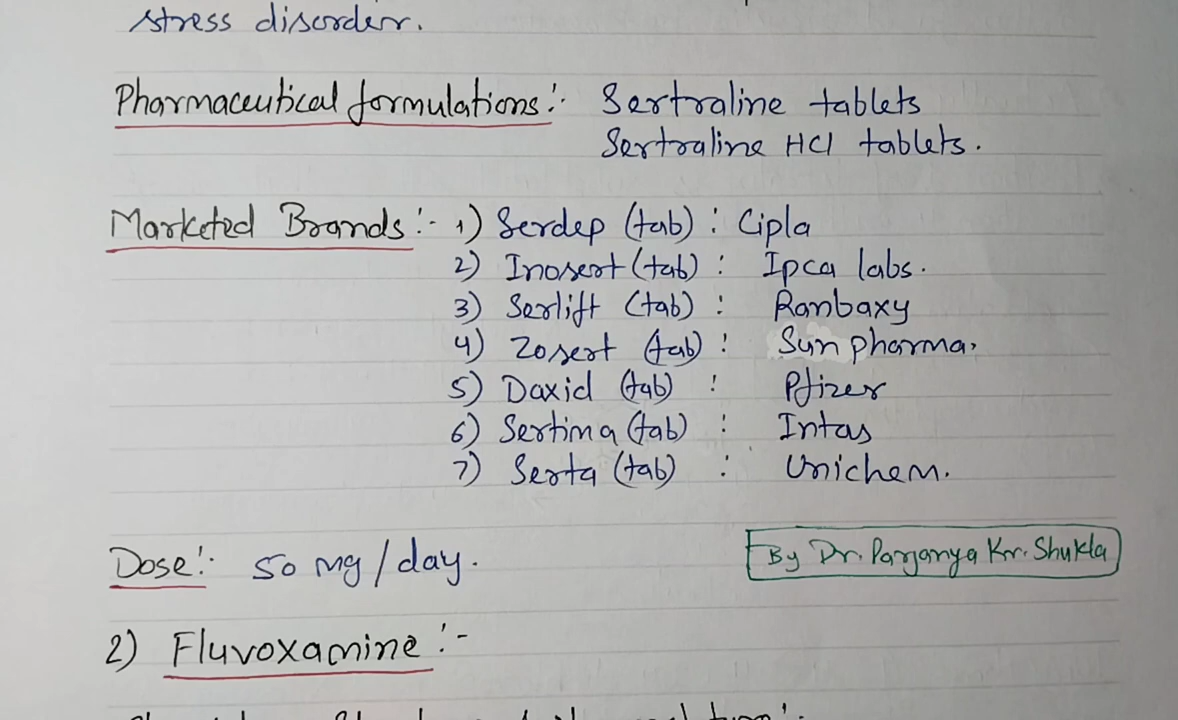 stress disorder.
Pharmaceutical formulations:- Sertraline tablets
Sertraline HCl tablets.
Marketed Brands:- 1) Serdep (tab) : Cipla
2) Inosert (tab) : Ipca labs.
3) Serlift (tab) : Ranbaxy
4) Zosert (tab) : Sun pharma.
5) Daxid (tab) : Pfizer
6) Sertima (tab) : Intas
7) Serta (tab) : Unichem.
Dose:- 50 mg/day.
By Dr. Parjanya Kr. Shukla
2) Fluvoxamine:-